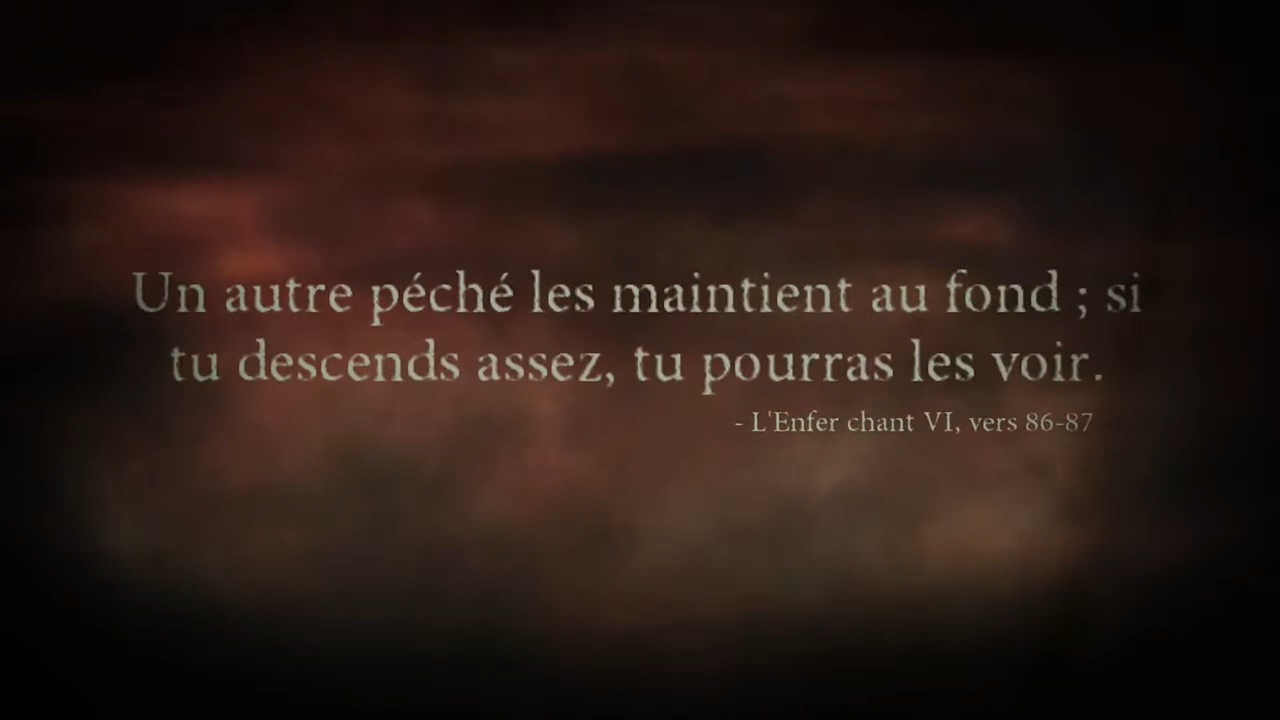 Un autre péché les maintient au fond ; si
tu descends assez, tu pourras les voir.
- L'Enfer chant VI, vers 86-87